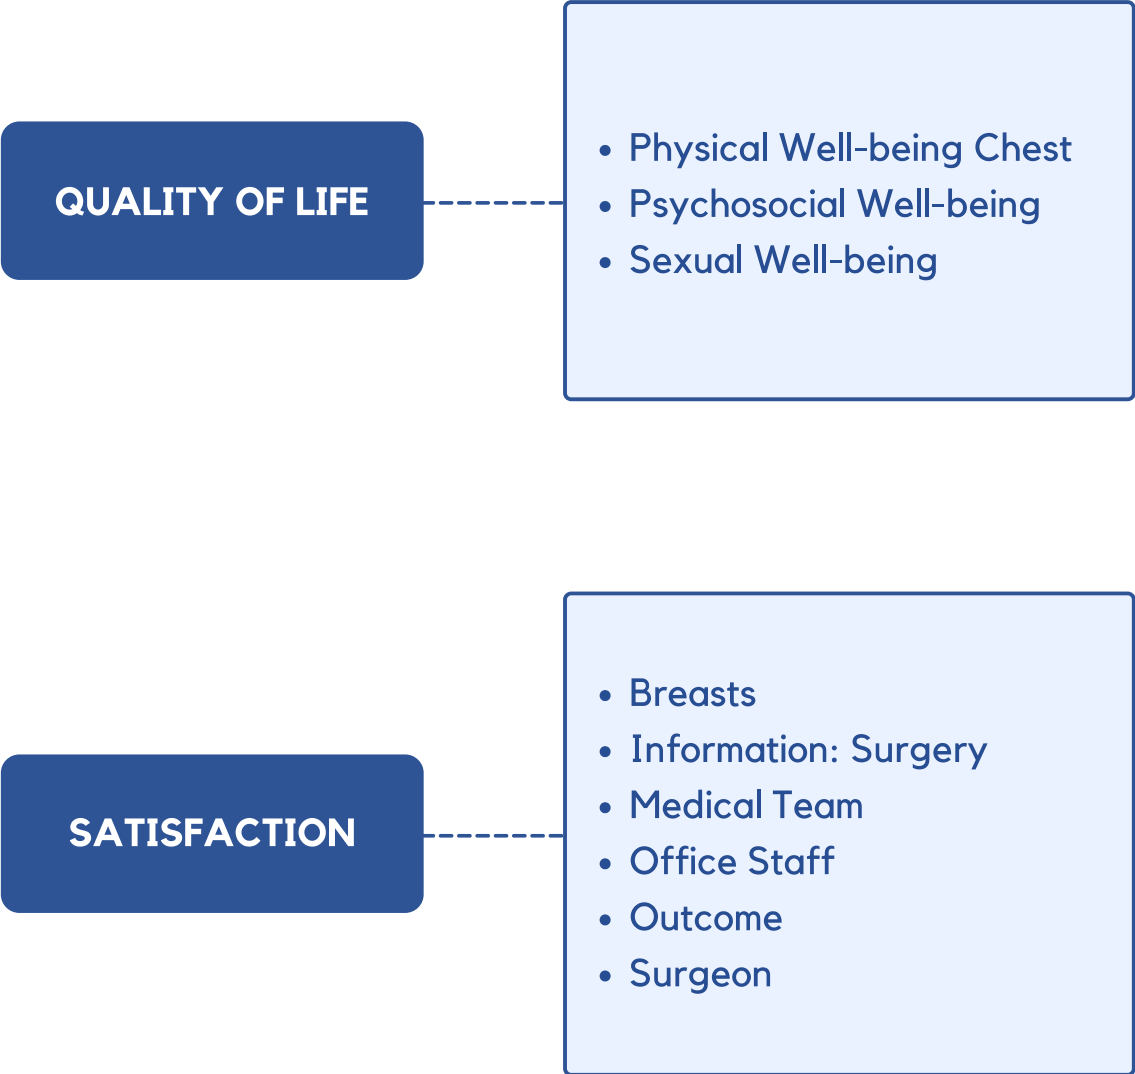 QUALITY OF LIFE
• Physical Well-being Chest
• Psychosocial Well-being
• Sexual Well-being
SATISFACTION
• Breasts
• Information: Surgery
• Medical Team
• Office Staff
• Outcome
• Surgeon